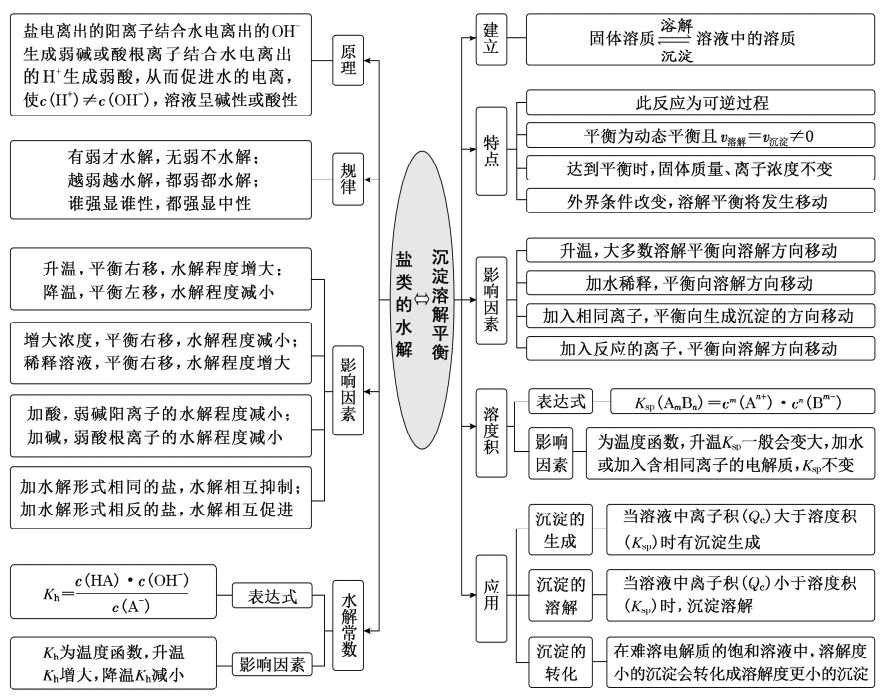 盐电离出的阳离子结合水电离出的OH⁻
生成弱碱或酸根离子结合水电离出
的H⁺生成弱酸,从而促进水的电离,
使c(H⁺)≠c(OH⁻),溶液呈碱性或酸性
原理
有弱才水解,无弱不水解;
越弱越水解,都弱都水解;
谁强显谁性,都强显中性
规律
升温,平衡右移,水解程度增大;
降温,平衡左移,水解程度减小
增大浓度,平衡右移,水解程度减小;
稀释溶液,平衡右移,水解程度增大
加酸,弱碱阳离子的水解程度减小;
加碱,弱酸根离子的水解程度减小
加水解形式相同的盐,水解相互抑制;
加水解形式相反的盐,水解相互促进
影响因素
Kh=c(HA)·c(OH⁻)/c(A⁻)
表达式
Kh为温度函数,升温
Kh增大,降温Kh减小
影响因素
水解常数
盐类的水解
⇔
沉淀溶解平衡
建立
固体溶质 溶解⇌沉淀 溶液中的溶质
特点
此反应为可逆过程
平衡为动态平衡且v溶解=v沉淀≠0
达到平衡时,固体质量、离子浓度不变
外界条件改变,溶解平衡将发生移动
影响因素
升温,大多数溶解平衡向溶解方向移动
加水稀释,平衡向溶解方向移动
加入相同离子,平衡向生成沉淀的方向移动
加入反应的离子,平衡向溶解方向移动
溶度积
表达式
Ksp(AmBn)=cᵐ(Aⁿ⁺)·cⁿ(Bᵐ⁻)
影响
因素
为温度函数,升温Ksp一般会变大,加水
或加入含相同离子的电解质,Ksp不变
应用
沉淀的
生成
当溶液中离子积(Qc)大于溶度积
(Ksp)时有沉淀生成
沉淀的
溶解
当溶液中离子积(Qc)小于溶度积
(Ksp)时,沉淀溶解
沉淀的
转化
在难溶电解质的饱和溶液中,溶解度
小的沉淀会转化成溶解度更小的沉淀